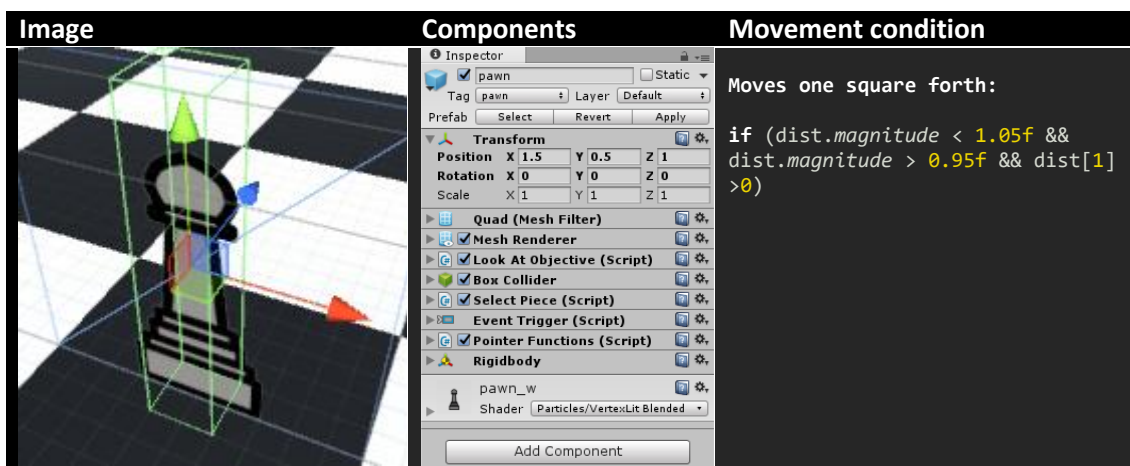 Image Components Movement condition
Inspector
pawn Static
Tag pawn Layer Default
Prefab Select Revert Apply
Transform
Position X 1.5 Y 0.5 Z 1
Rotation X 0 Y 0 Z 0
Scale X 1 Y 1 Z 1
Quad (Mesh Filter)
Mesh Renderer
Look At Objective (Script)
Box Collider
Select Piece (Script)
Event Trigger (Script)
Pointer Functions (Script)
Rigidbody
pawn_w
Shader Particles/VertexLit Blended
Add Component
Moves one square forth:
if (dist.magnitude < 1.05f &&
dist.magnitude > 0.95f && dist[1]
>0)